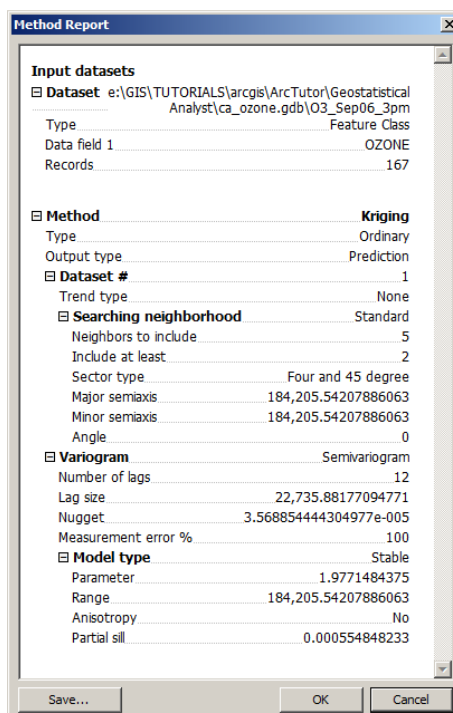 Method Report
Input datasets
Dataset e:\GIS\TUTORIALS\arcgis\ArcTutor\Geostatistical
Analyst\ca_ozone.gdb\O3_Sep06_3pm
Type Feature Class
Data field 1 OZONE
Records 167
Method Kriging
Type Ordinary
Output type Prediction
Dataset # 1
Trend type None
Searching neighborhood Standard
Neighbors to include 5
Include at least 2
Sector type Four and 45 degree
Major semiaxis 184,205.54207886063
Minor semiaxis 184,205.54207886063
Angle 0
Variogram Semivariogram
Number of lags 12
Lag size 22,735.88177094771
Nugget 3.568854444304977e-005
Measurement error % 100
Model type Stable
Parameter 1.9771484375
Range 184,205.54207886063
Anisotropy No
Partial sill 0.000554848233
Save... OK Cancel